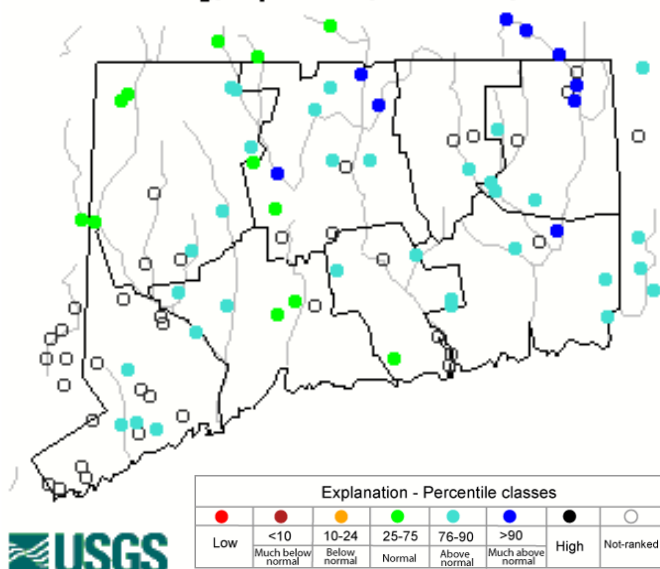 Explanation - Percentile classes
Low
<10
10-24
25-75
76-90
>90
High
Not-ranked
Much below
normal
Below
normal
Normal
Above
normal
Much above
normal
USGS